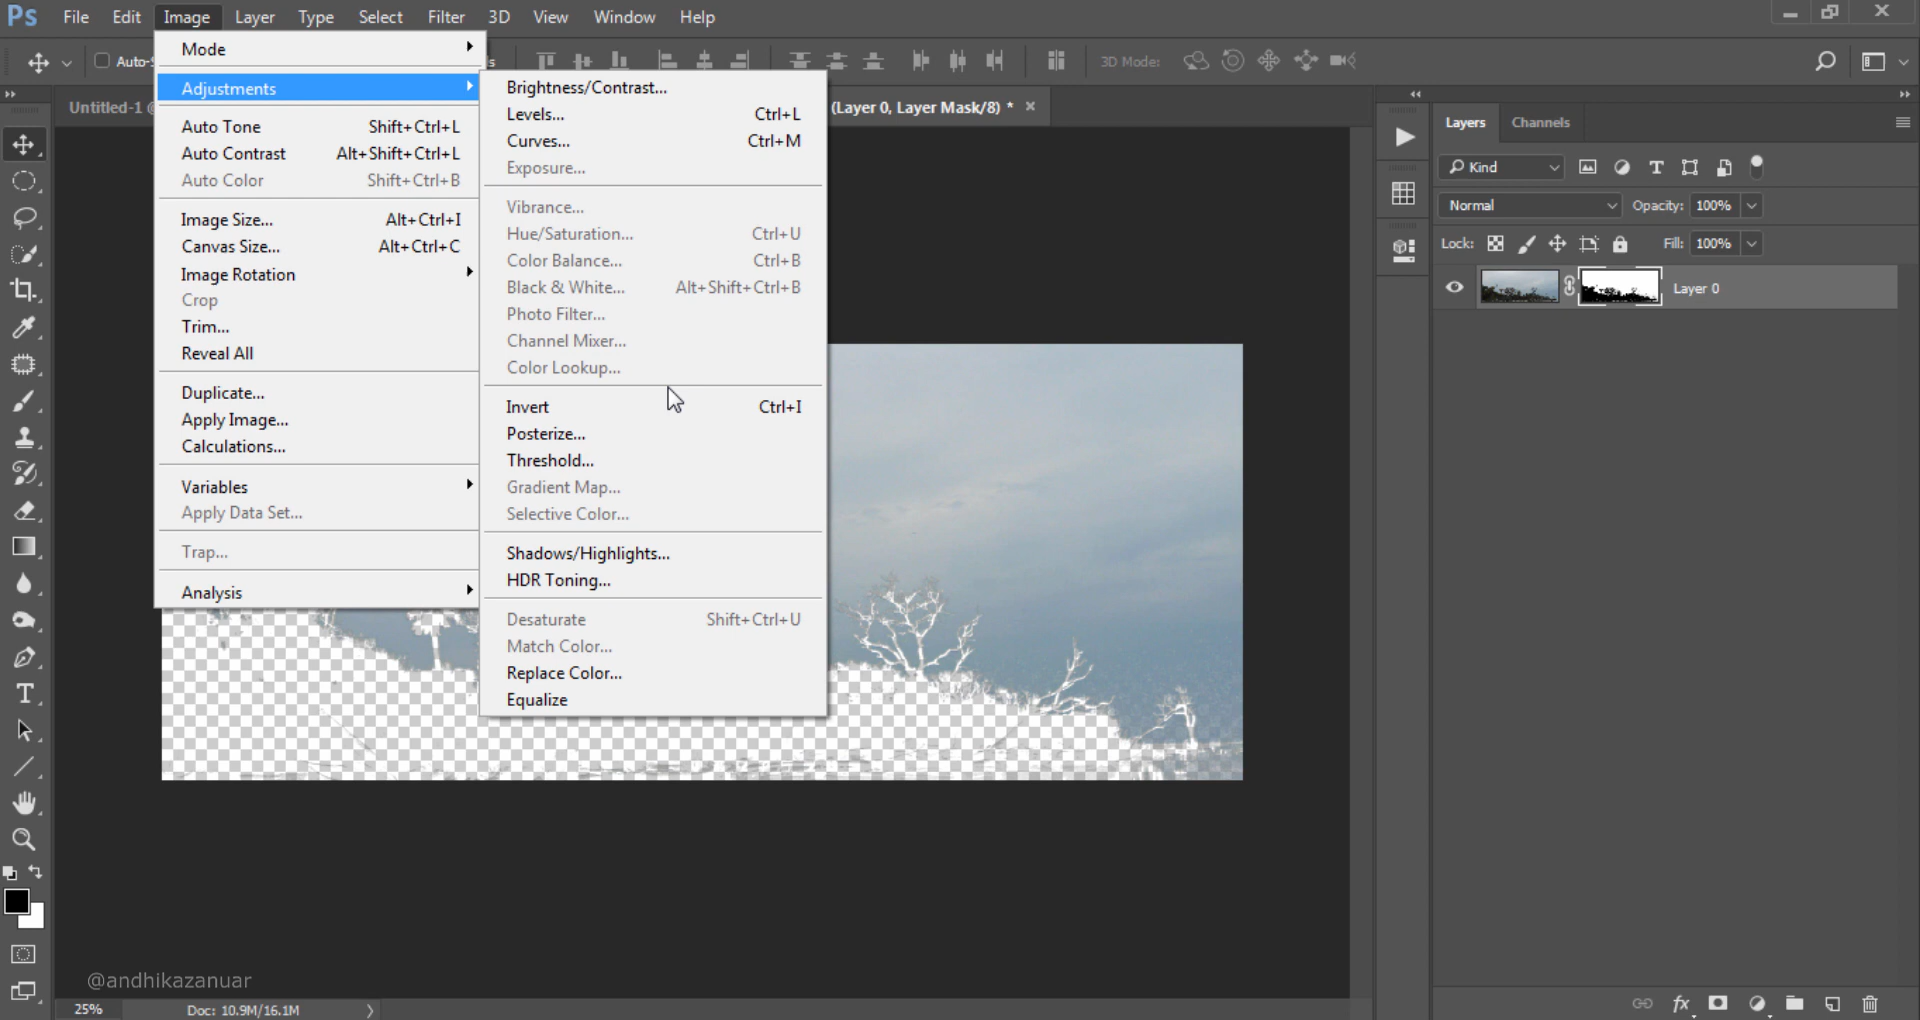 Ps File Edit Image Layer Type Select Filter 3D View Window Help
Auto-S
s
3D Mode:
Untitled-1 @
(Layer 0, Layer Mask/8) *
Mode
Adjustments
Auto Tone Shift+Ctrl+L
Auto Contrast Alt+Shift+Ctrl+L
Auto Color Shift+Ctrl+B
Image Size... Alt+Ctrl+I
Canvas Size... Alt+Ctrl+C
Image Rotation
Crop
Trim...
Reveal All
Duplicate...
Apply Image...
Calculations...
Variables
Apply Data Set...
Trap...
Analysis
Brightness/Contrast...
Levels... Ctrl+L
Curves... Ctrl+M
Exposure...
Vibrance...
Hue/Saturation... Ctrl+U
Color Balance... Ctrl+B
Black & White... Alt+Shift+Ctrl+B
Photo Filter...
Channel Mixer...
Color Lookup...
Invert Ctrl+I
Posterize...
Threshold...
Gradient Map...
Selective Color...
Shadows/Highlights...
HDR Toning...
Desaturate Shift+Ctrl+U
Match Color...
Replace Color...
Equalize
Layers Channels
Kind
Normal Opacity: 100%
Lock: Fill: 100%
Layer 0
@andhikazanuar
25% Doc: 10.9M/16.1M
fx